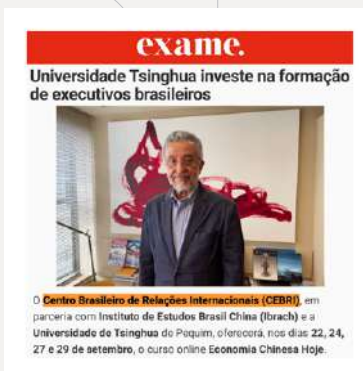 exame.
Universidade Tsinghua investe na formação
de executivos brasileiros
O Centro Brasileiro de Relações Internacionais (CEBRI), em
parceria com Instituto de Estudos Brasil China (Ibrach) e a
Universidade de Tsinghua de Pequim, oferecerá, nos dias 22, 24,
27 e 29 de setembro, o curso online Economia Chinesa Hoje.